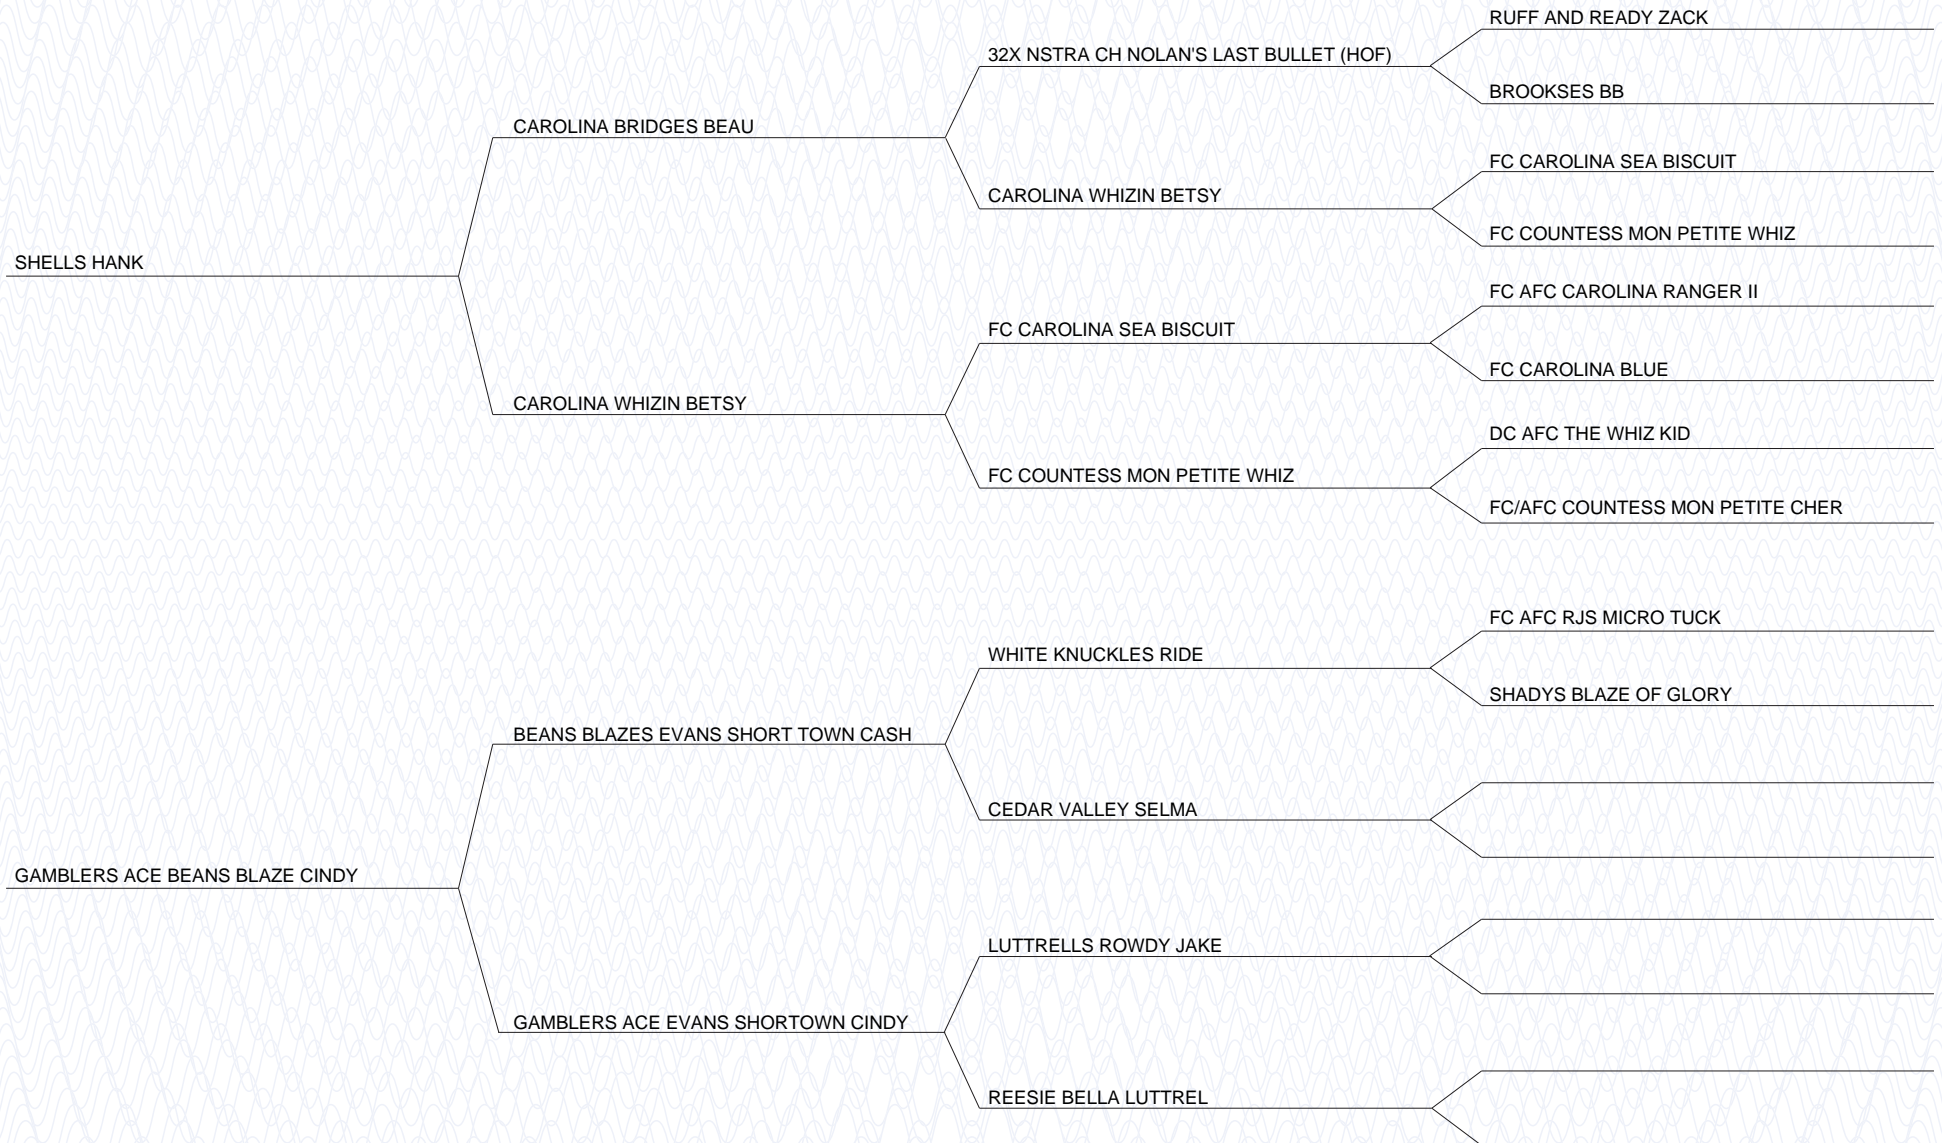 RUFF AND READY ZACK
32X NSTRA CH NOLAN'S LAST BULLET (HOF)
BROOKSES BB
CAROLINA BRIDGES BEAU
FC CAROLINA SEA BISCUIT
CAROLINA WHIZIN BETSY
FC COUNTESS MON PETITE WHIZ
SHELLS HANK
FC AFC CAROLINA RANGER II
FC CAROLINA SEA BISCUIT
FC CAROLINA BLUE
CAROLINA WHIZIN BETSY
DC AFC THE WHIZ KID
FC COUNTESS MON PETITE WHIZ
FC/AFC COUNTESS MON PETITE CHER
FC AFC RJS MICRO TUCK
WHITE KNUCKLES RIDE
SHADYS BLAZE OF GLORY
BEANS BLAZES EVANS SHORT TOWN CASH
CEDAR VALLEY SELMA
GAMBLERS ACE BEANS BLAZE CINDY
LUTTRELLS ROWDY JAKE
GAMBLERS ACE EVANS SHORTOWN CINDY
REESIE BELLA LUTTREL